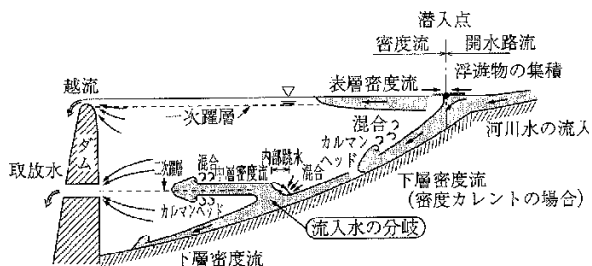 潜入点
密度流 開水路流
越流
表層密度流
浮遊物の集積
一次躍層
混合
カルマンヘッド
河川水の流入
ダム
取放水
二次躍層
混合
中層密度流
内部跳水
混合
カルマンヘッド
下層密度流
(密度カレントの場合)
流入水の分岐
下層密度流